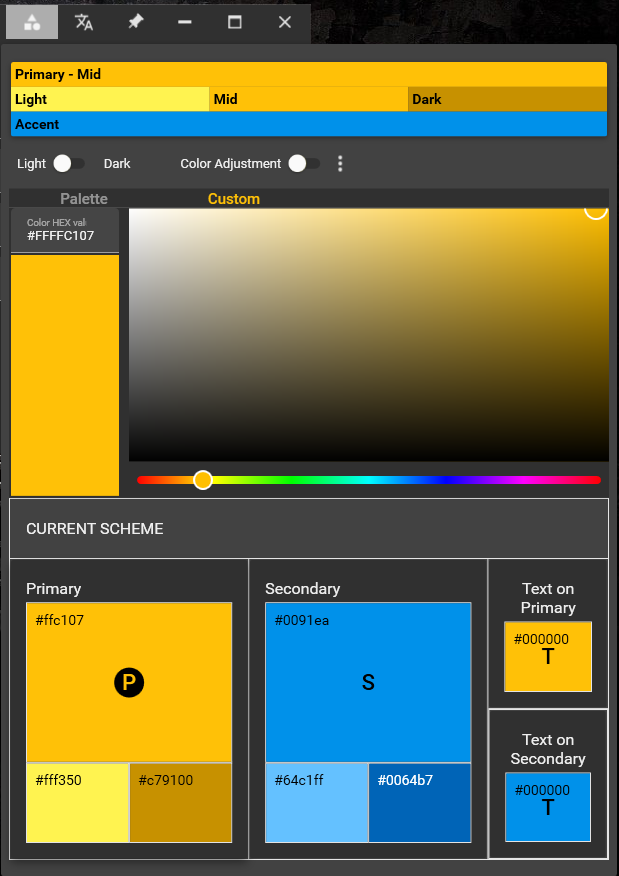 Primary - Mid
Light Mid Dark
Accent
Light Dark Color Adjustment
Palette Custom
Color HEX val
#FFFFC107
CURRENT SCHEME
Primary
#ffc107
P
#fff350 #c79100
Secondary
#0091ea
S
#64c1ff #0064b7
Text on
Primary
#000000
T
Text on
Secondary
#000000
T